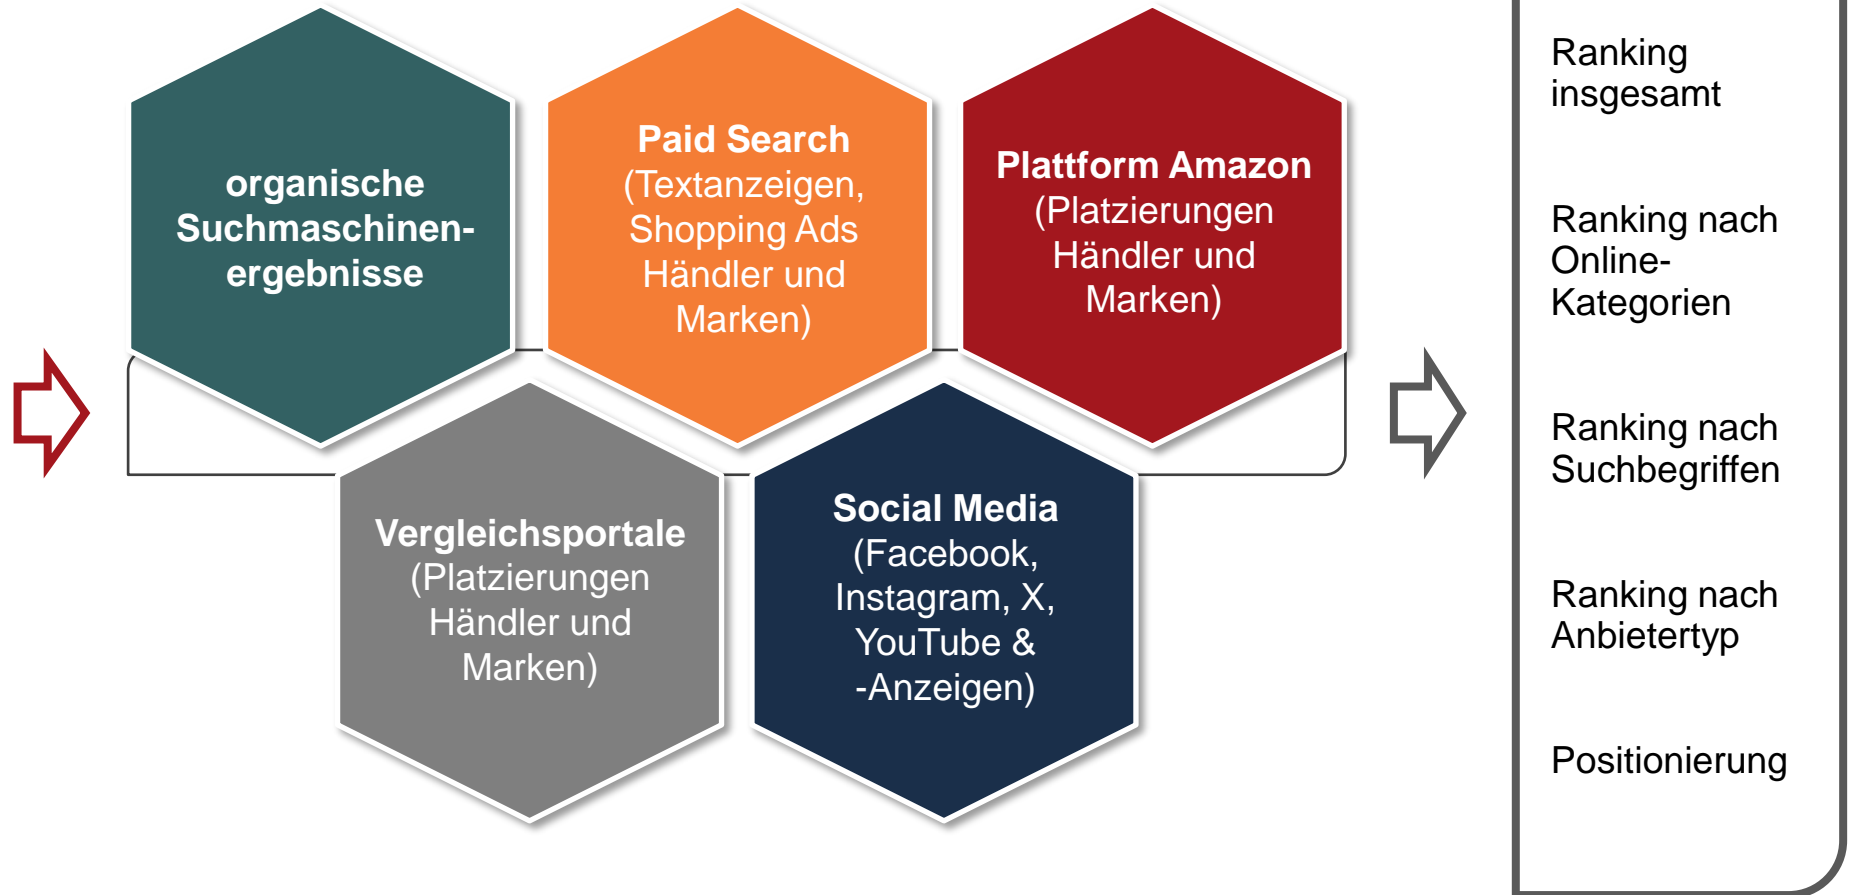 organische
Suchmaschinen-
ergebnisse
Paid Search
(Textanzeigen,
Shopping Ads
Händler und
Marken)
Plattform Amazon
(Platzierungen
Händler und
Marken)
Vergleichsportale
(Platzierungen
Händler und
Marken)
Social Media
(Facebook,
Instagram, X,
YouTube &
-Anzeigen)
Ranking
insgesamt
Ranking nach
Online-
Kategorien
Ranking nach
Suchbegriffen
Ranking nach
Anbietertyp
Positionierung